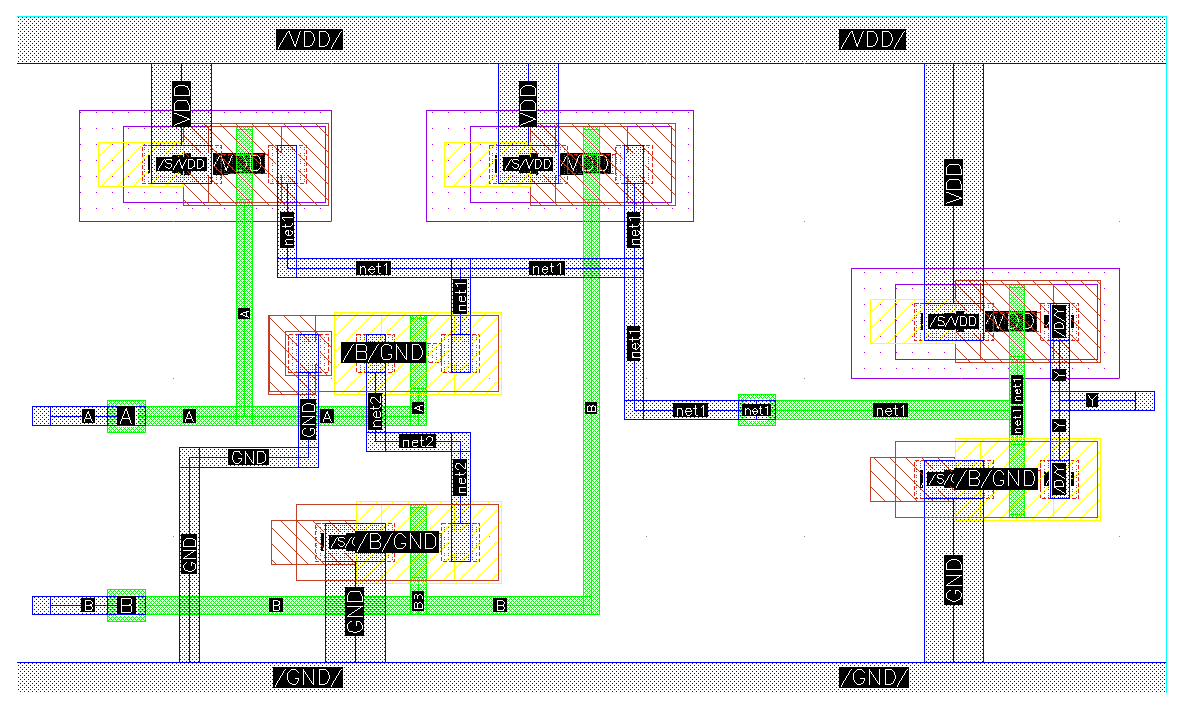 /VDD/ /VDD/
VDD VDD
/S/VDD /VDD /S/VDD /VDD
VDD
net1 net1
net1 net1
net1
A net1
/S/VDD /VDD /D/Y
/B/GND
Y
net1
A A A A
GND net2
B
net1 net1 net1
net1
net1
Y
Y
net2
GND
net2
/B/GND /D/Y
/B/GND
GND
GND
GND
B B B B3 B
/GND/ /GND/